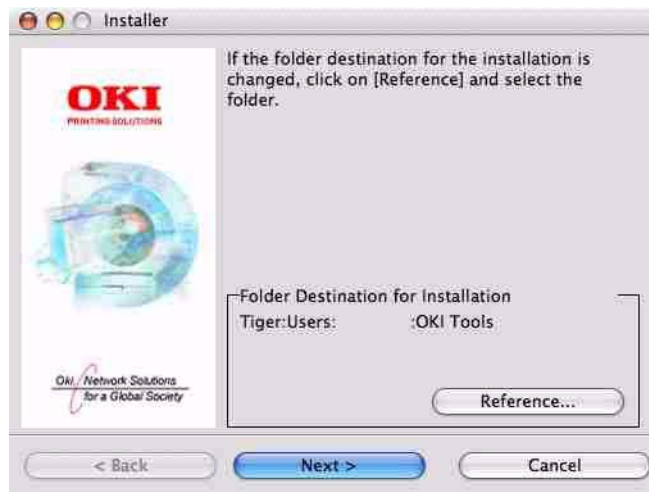 Installer
If the folder destination for the installation is
changed, click on [Reference] and select the
folder.
OKI
PRINTING SOLUTIONS
Oki, Network Solutions
for a Global Society
Folder Destination for Installation
Tiger:Users: :OKI Tools
Reference...
< Back
Next >
Cancel